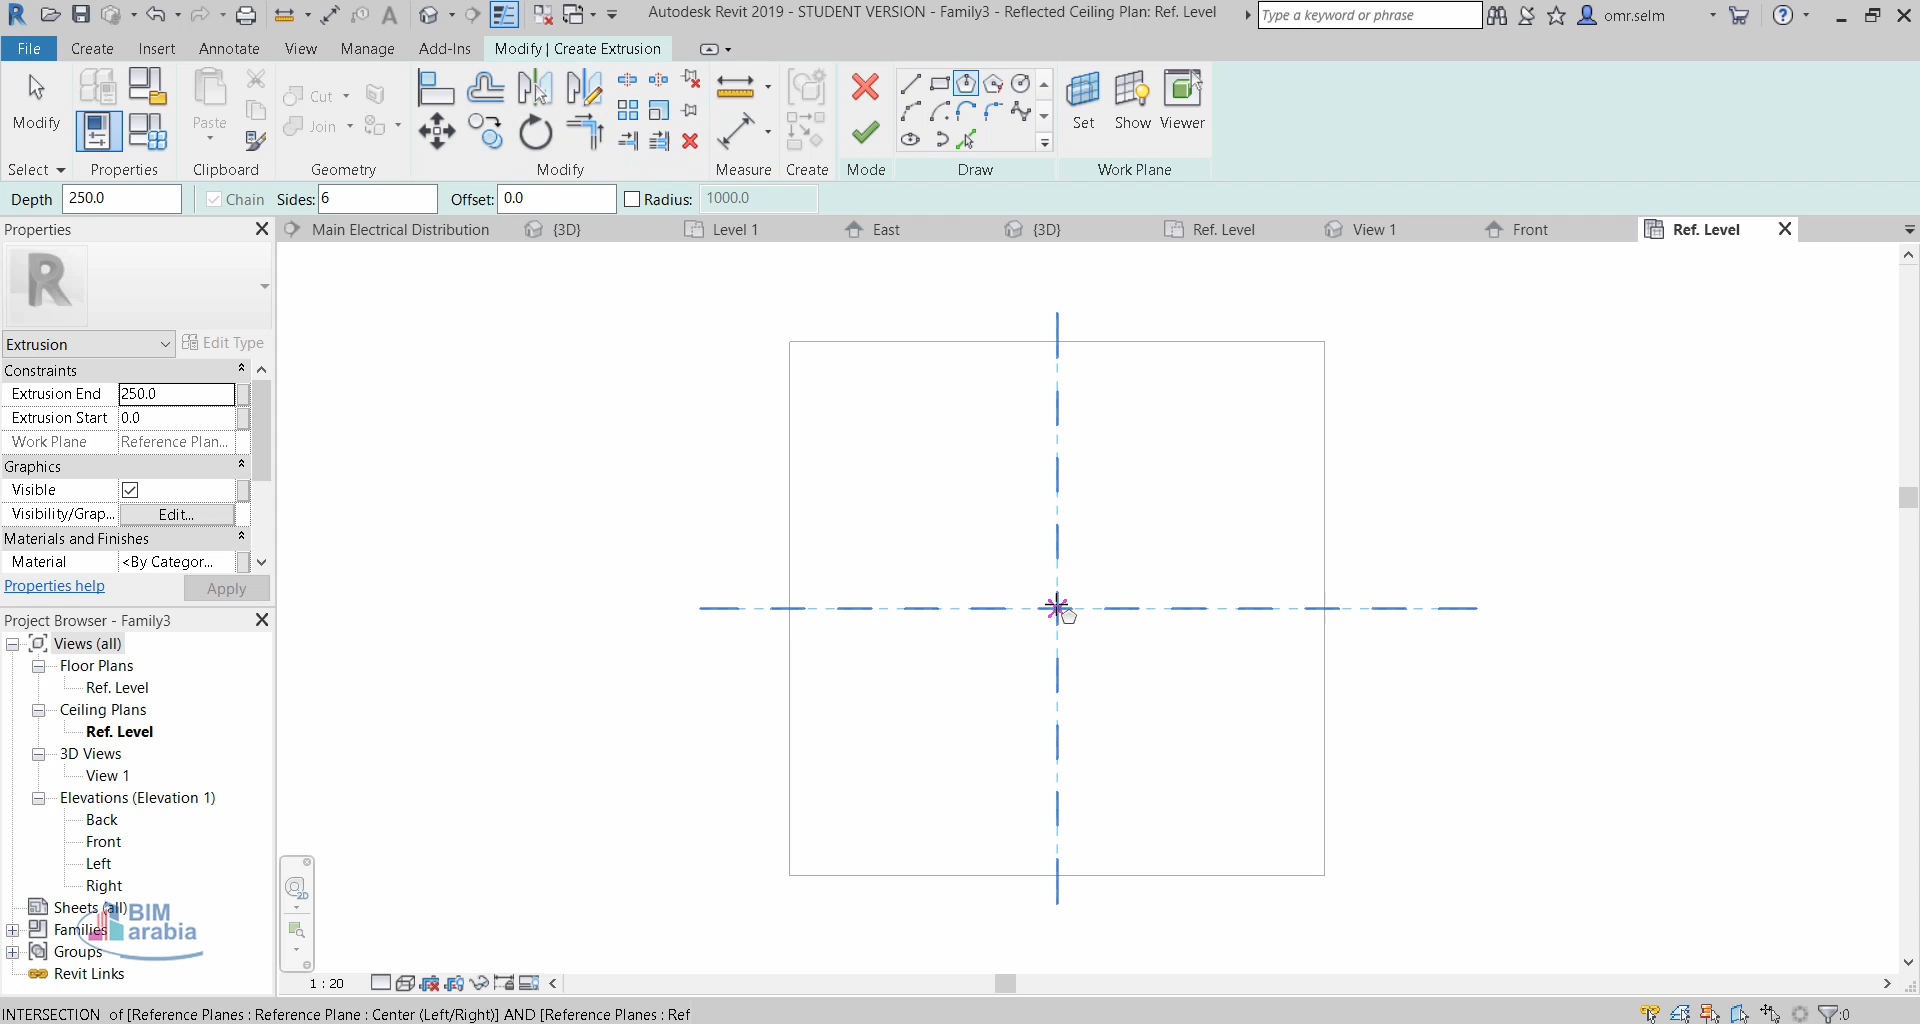 Autodesk Revit 2019 - STUDENT VERSION - Family3 - Reflected Ceiling Plan: Ref. Level
Type a keyword or phrase
omr.selm
File Create Insert Annotate View Manage Add-Ins Modify | Create Extrusion
Modify
Paste
Cut
Join
Set Show Viewer
Select Properties Clipboard Geometry Modify Measure Create Mode Draw Work Plane
Depth 250.0 Chain Sides: 6 Offset: 0.0 Radius: 1000.0
Properties
Main Electrical Distribution {3D} Level 1 East {3D} Ref. Level View 1 Front Ref. Level
Extrusion Edit Type
Constraints
Extrusion End 250.0
Extrusion Start 0.0
Work Plane Reference Plan...
Graphics
Visible
Visibility/Grap... Edit...
Materials and Finishes
Material <By Categor...
Properties help Apply
Project Browser - Family3
Views (all)
Floor Plans
Ref. Level
Ceiling Plans
Ref. Level
3D Views
View 1
Elevations (Elevation 1)
Back
Front
Left
Right
Sheets (all)
Families
Groups
Revit Links
BIM
arabia
2D
1 : 20
INTERSECTION of [Reference Planes : Reference Plane : Center (Left/Right)] AND [Reference Planes : Ref
:0